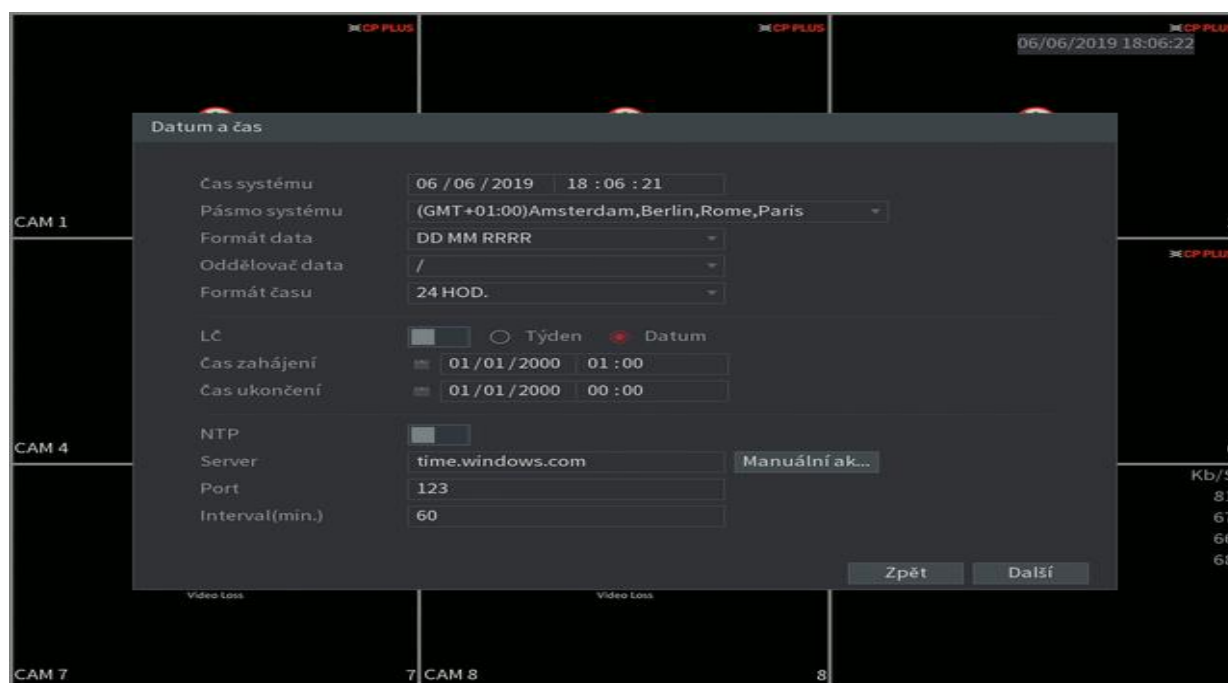 CP PLUS
CP PLUS
CP PLU
06/06/2019 18:06:22
Datum a čas
Čas systému 06 / 06 / 2019 18 : 06 : 21
Pásmo systému (GMT+01:00)Amsterdam,Berlin,Rome,Paris
CAM 1
Formát data DD MM RRRR
Oddělovač data /
CP PLU
Formát času 24 HOD.
LČ Týden Datum
Čas zahájení 01/01/2000 01 : 00
Čas ukončení 01/01/2000 00 : 00
NTP
CAM 4
Server time.windows.com Manuální ak...
Kb/S
Port 123
Interval(min.) 60
Zpět Další
Video Loss
Video Loss
CAM 7
7
CAM 8
8